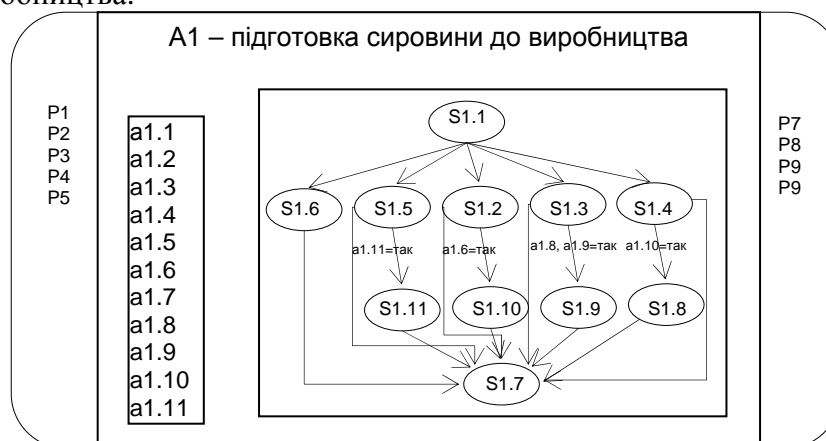 обництва.
А1 – підготовка сировини до виробництва
P1
P2
P3
P4
P5
a1.1
a1.2
a1.3
a1.4
a1.5
a1.6
a1.7
a1.8
a1.9
a1.10
a1.11
S1.1
S1.6
S1.5
S1.2
S1.3
S1.4
a1.11=так
a1.6=так
a1.8, a1.9=так
a1.10=так
S1.11
S1.10
S1.9
S1.8
S1.7
P7
P8
P9
P9